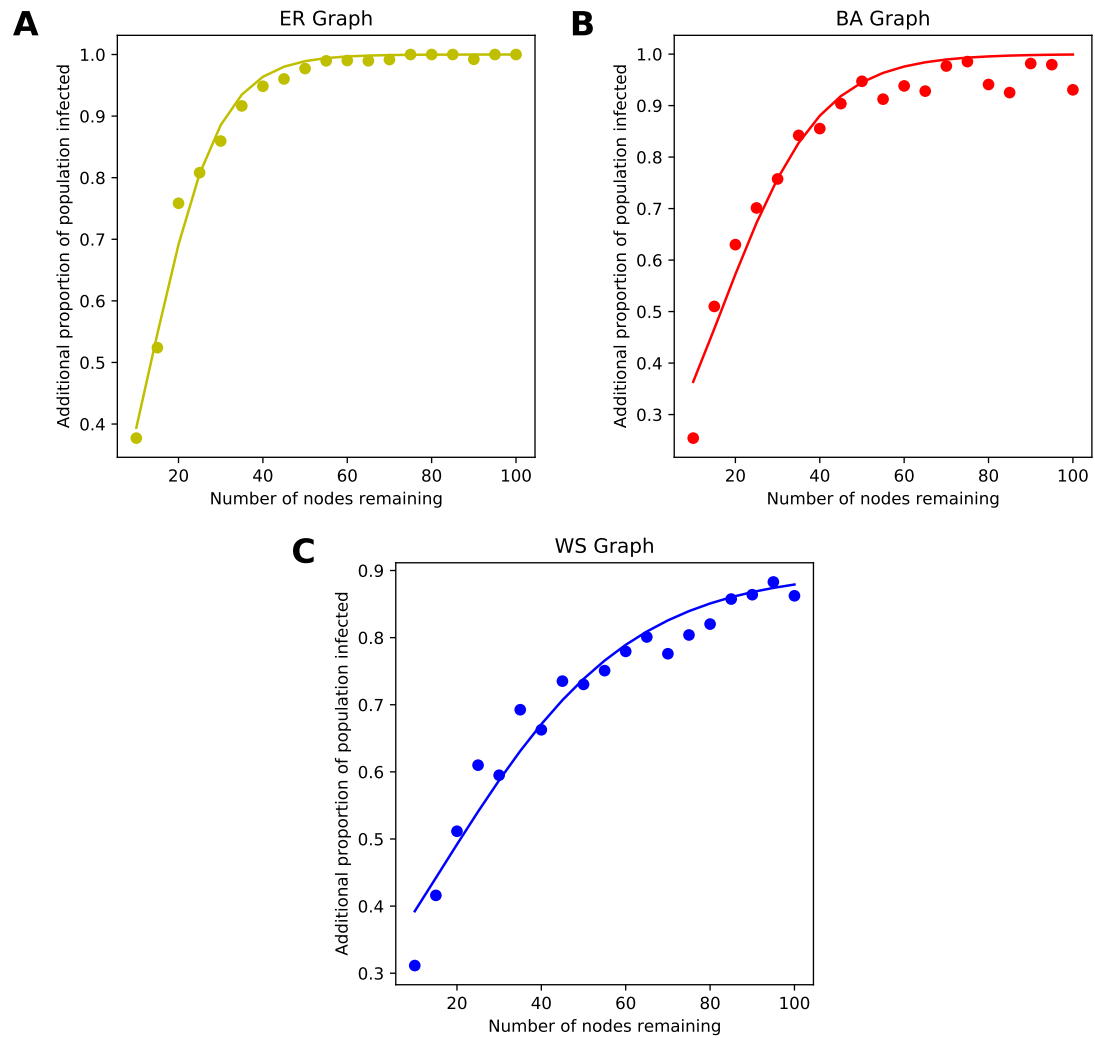 A
ER Graph
Additional proportion of population infected
1.0
0.9
0.8
0.7
0.6
0.5
0.4
20 40 60 80 100
Number of nodes remaining
B
BA Graph
Additional proportion of population infected
1.0
0.9
0.8
0.7
0.6
0.5
0.4
0.3
20 40 60 80 100
Number of nodes remaining
C
WS Graph
Additional proportion of population infected
0.9
0.8
0.7
0.6
0.5
0.4
0.3
20 40 60 80 100
Number of nodes remaining